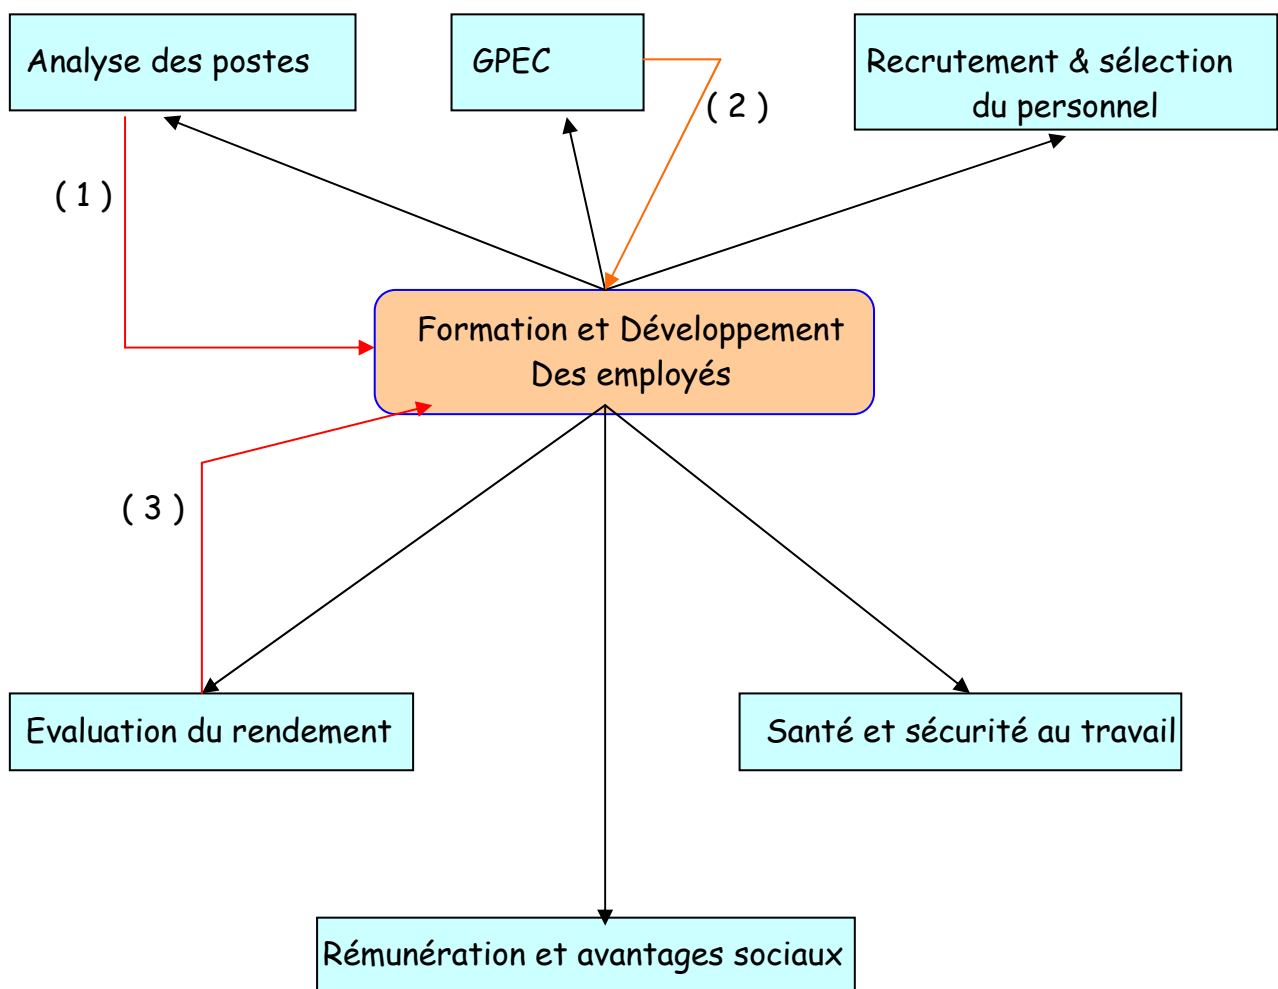 Analyse des postes
GPEC
Recrutement & sélection
du personnel
( 2 )
( 1 )
Formation et Développement
Des employés
( 3 )
Evaluation du rendement
Santé et sécurité au travail
Rémunération et avantages sociaux